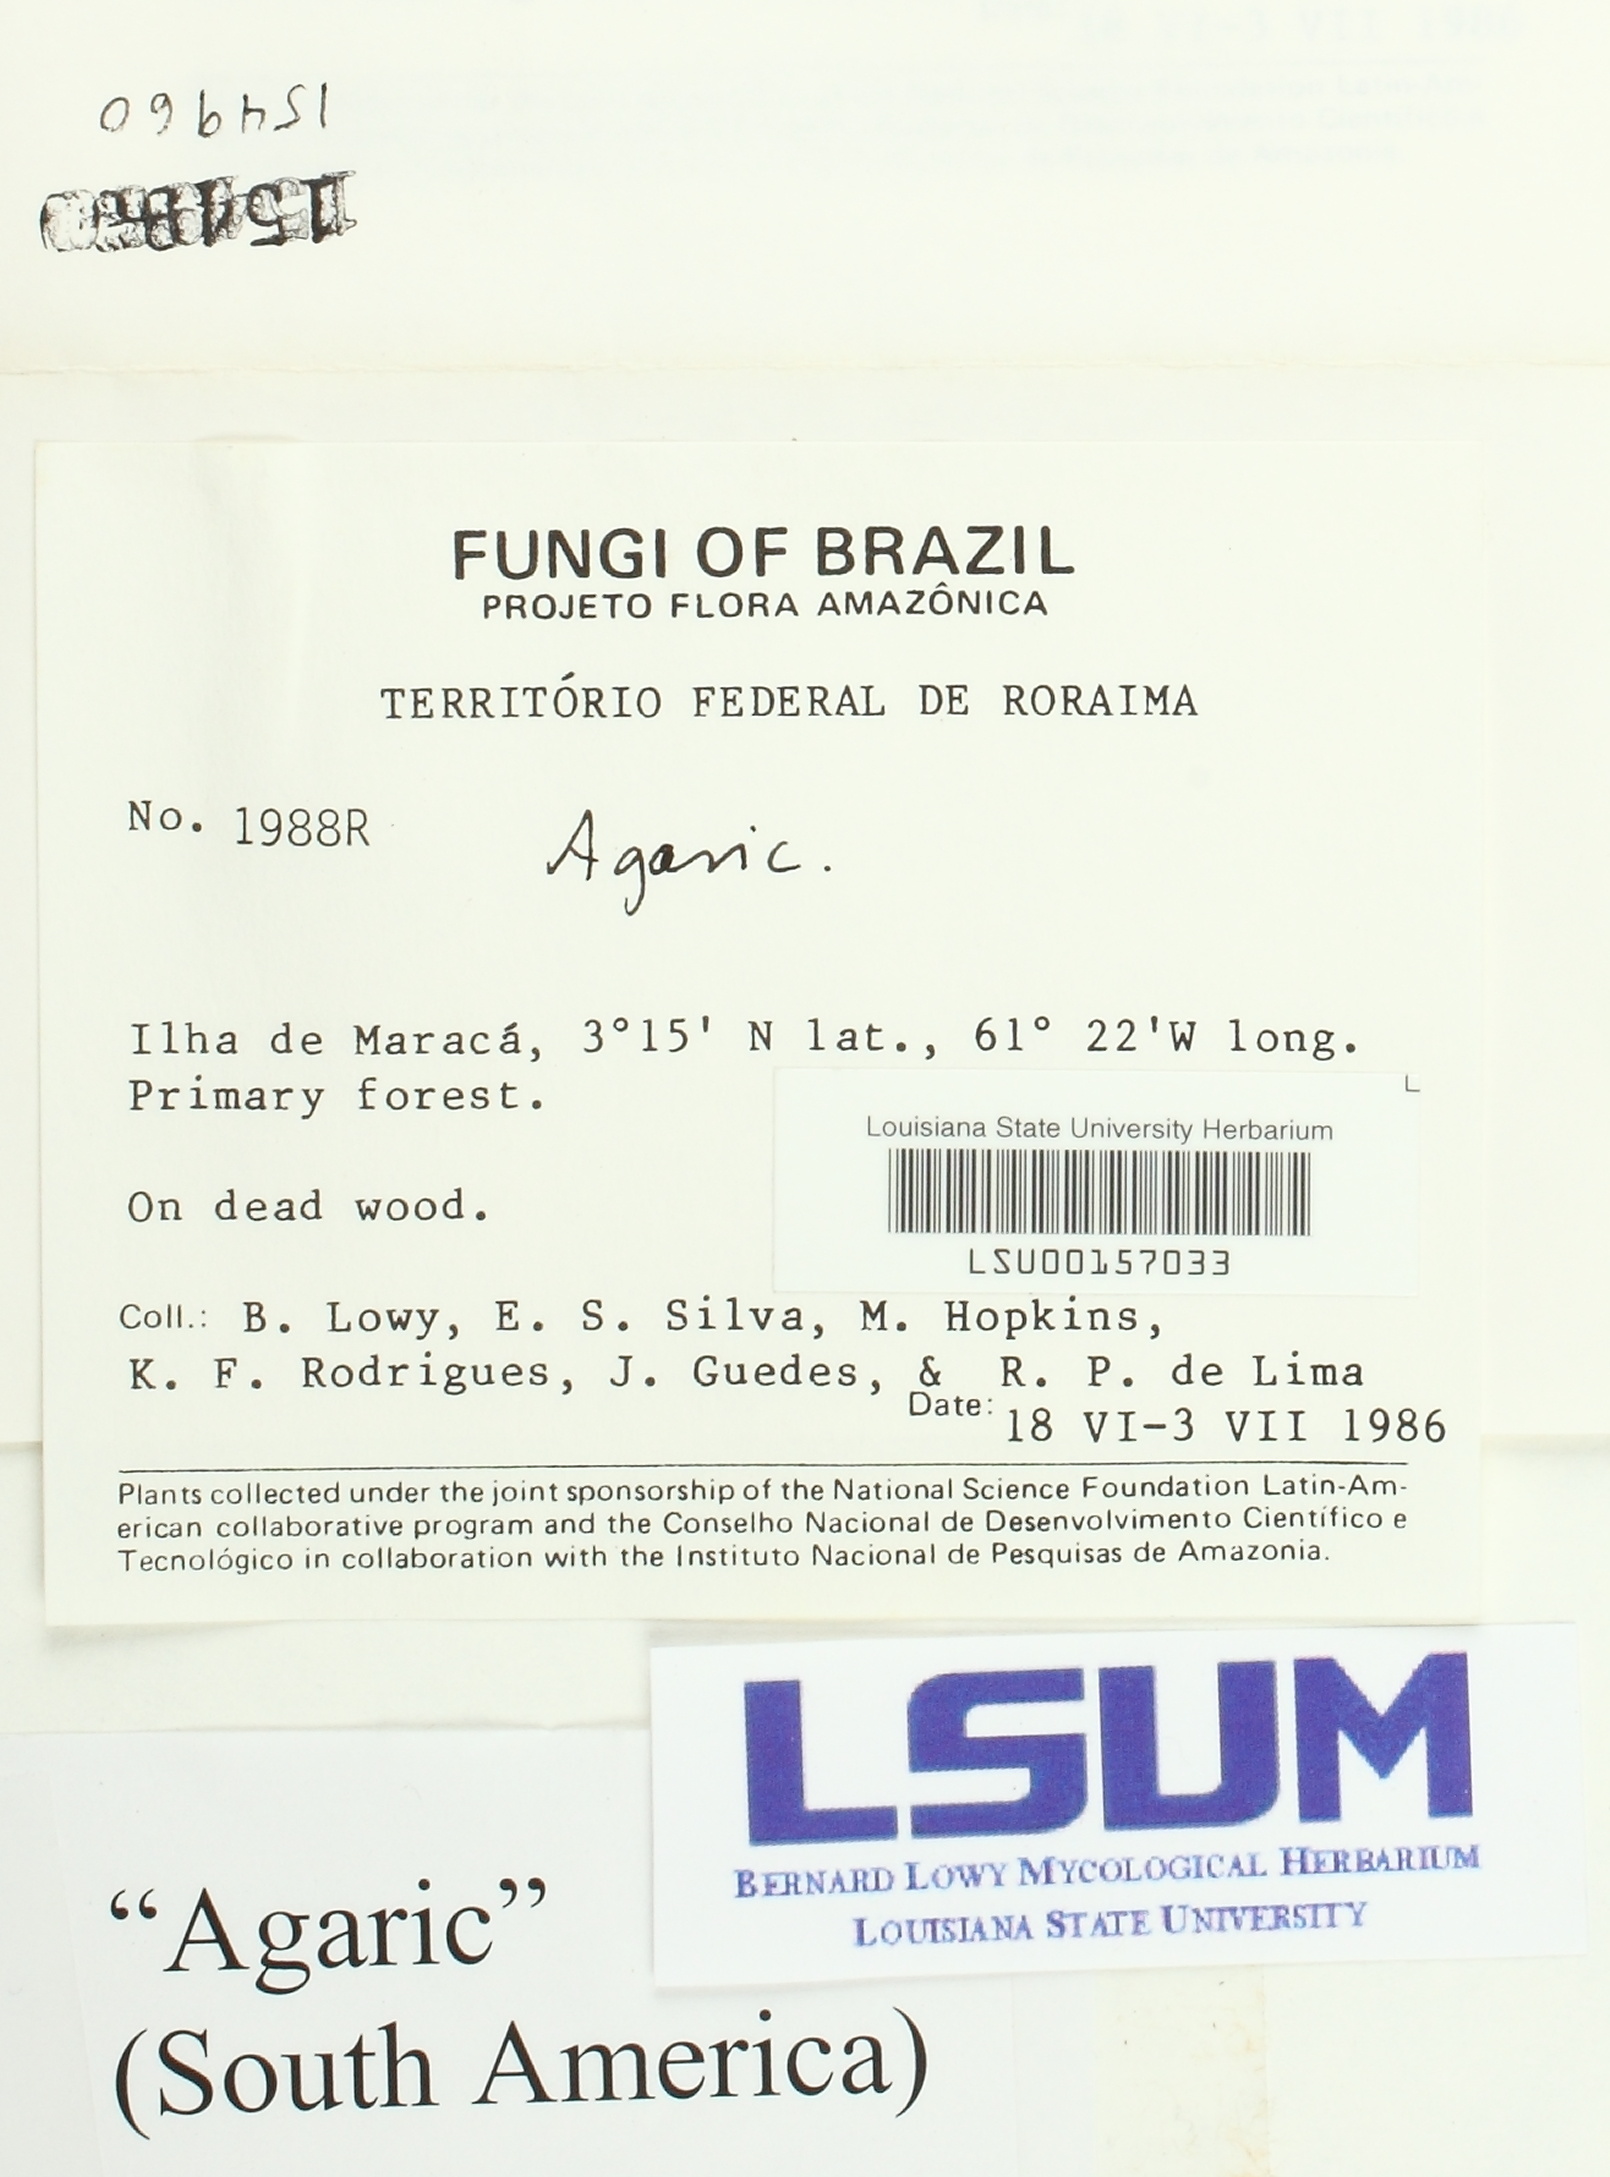 154960
FUNGI OF BRAZIL
PROJETO FLORA AMAZÔNICA
TERRITÓRIO FEDERAL DE RORAIMA
No. 1988R Agaric.
Ilha de Maracá, 3°15' N lat., 61° 22'W long.
Primary forest.
Louisiana State University Herbarium
LSU00157033
On dead wood.
Coll.: B. Lowy, E. S. Silva, M. Hopkins,
K. F. Rodrigues, J. Guedes, & R. P. de Lima
Date: 18 VI-3 VII 1986
Plants collected under the joint sponsorship of the National Science Foundation Latin-Am-
erican collaborative program and the Conselho Nacional de Desenvolvimento Científico e
Tecnológico in collaboration with the Instituto Nacional de Pesquisas de Amazonia.
LSUM
BERNARD LOWY MYCOLOGICAL HERBARIUM
LOUISIANA STATE UNIVERSITY
“Agaric”
(South America)